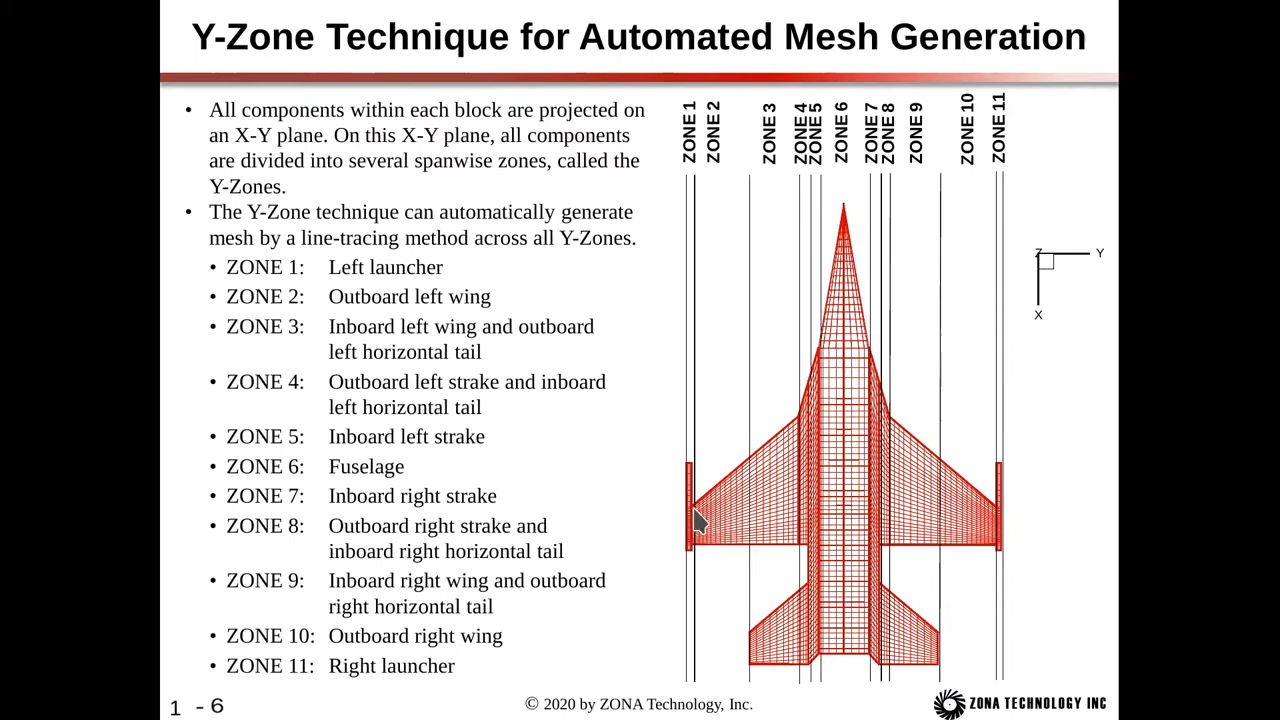 Y-Zone Technique for Automated Mesh Generation
• All components within each block are projected on
an X-Y plane. On this X-Y plane, all components
are divided into several spanwise zones, called the
Y-Zones.
• The Y-Zone technique can automatically generate
mesh by a line-tracing method across all Y-Zones.
• ZONE 1: Left launcher
• ZONE 2: Outboard left wing
• ZONE 3: Inboard left wing and outboard
left horizontal tail
• ZONE 4: Outboard left strake and inboard
left horizontal tail
• ZONE 5: Inboard left strake
• ZONE 6: Fuselage
• ZONE 7: Inboard right strake
• ZONE 8: Outboard right strake and
inboard right horizontal tail
• ZONE 9: Inboard right wing and outboard
right horizontal tail
• ZONE 10: Outboard right wing
• ZONE 11: Right launcher
ZONE 1
ZONE 2
ZONE 3
ZONE 4
ZONE 5
ZONE 6
ZONE 7
ZONE 8
ZONE 9
ZONE 10
ZONE 11
Z
Y
X
1 - 6
© 2020 by ZONA Technology, Inc.
ZONA TECHNOLOGY INC